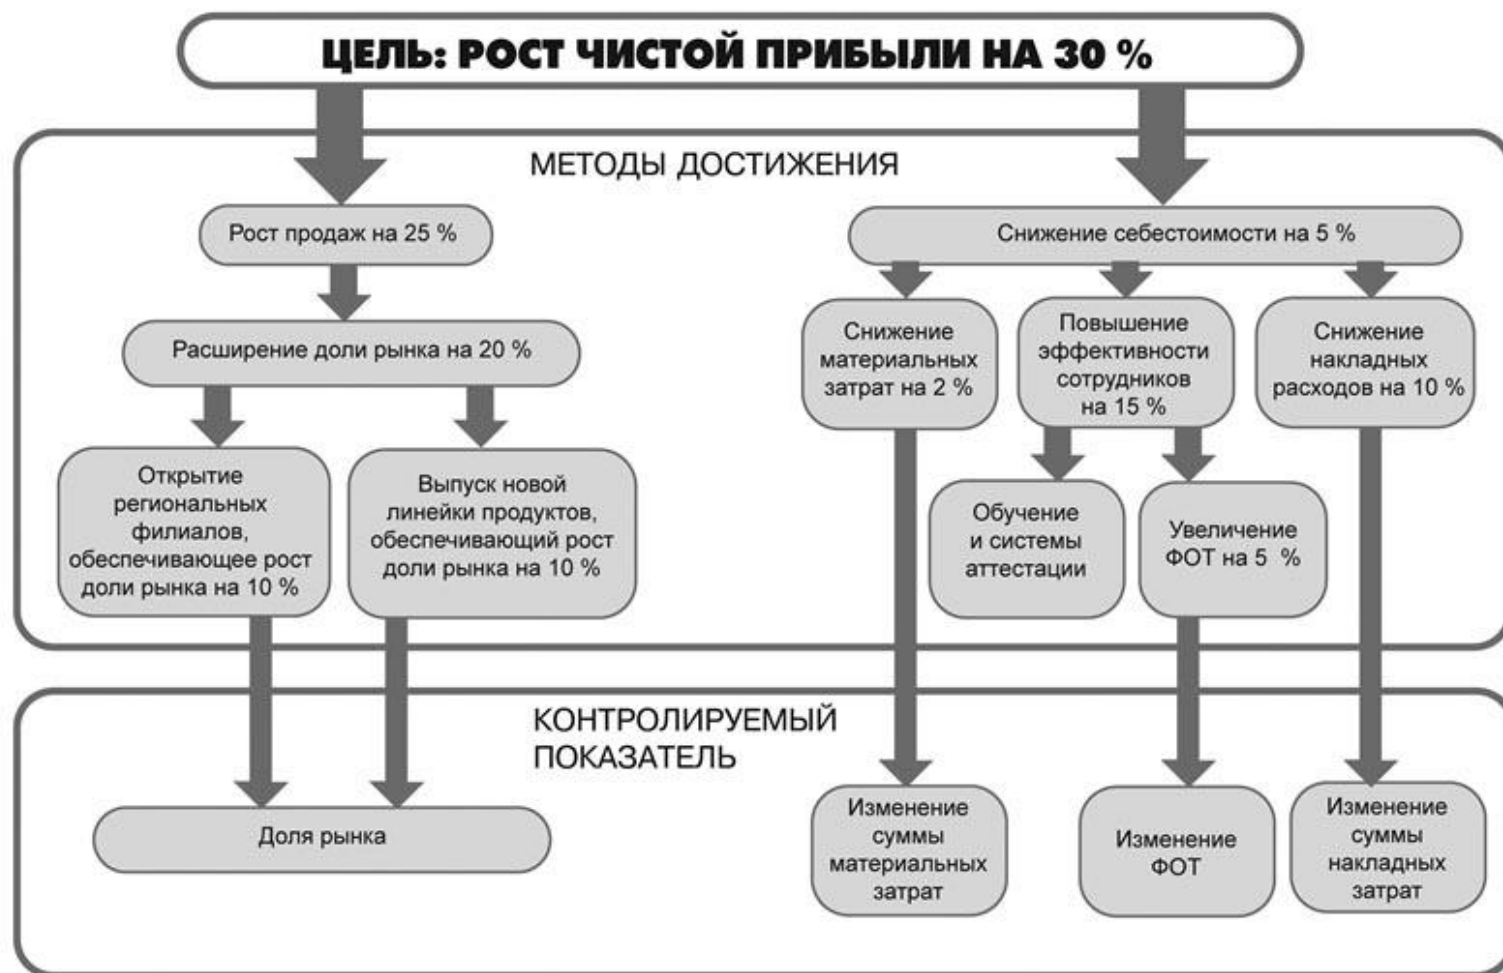 ЦЕЛЬ: РОСТ ЧИСТОЙ ПРИБЫЛИ НА 30 %
МЕТОДЫ ДОСТИЖЕНИЯ
Рост продаж на 25 %
Расширение доли рынка на 20 %
Открытие
региональных
филиалов,
обеспечивающее рост
доли рынка на 10 %
Выпуск новой
линейки продуктов,
обеспечивающий рост
доли рынка на 10 %
Снижение себестоимости на 5 %
Снижение
материальных
затрат на 2 %
Повышение
эффективности
сотрудников
на 15 %
Снижение
накладных
расходов на 10 %
Обучение
и системы
аттестации
Увеличение
ФОТ на 5 %
КОНТРОЛИРУЕМЫЙ
ПОКАЗАТЕЛЬ
Доля рынка
Изменение
суммы
материальных
затрат
Изменение
ФОТ
Изменение
суммы
накладных
затрат